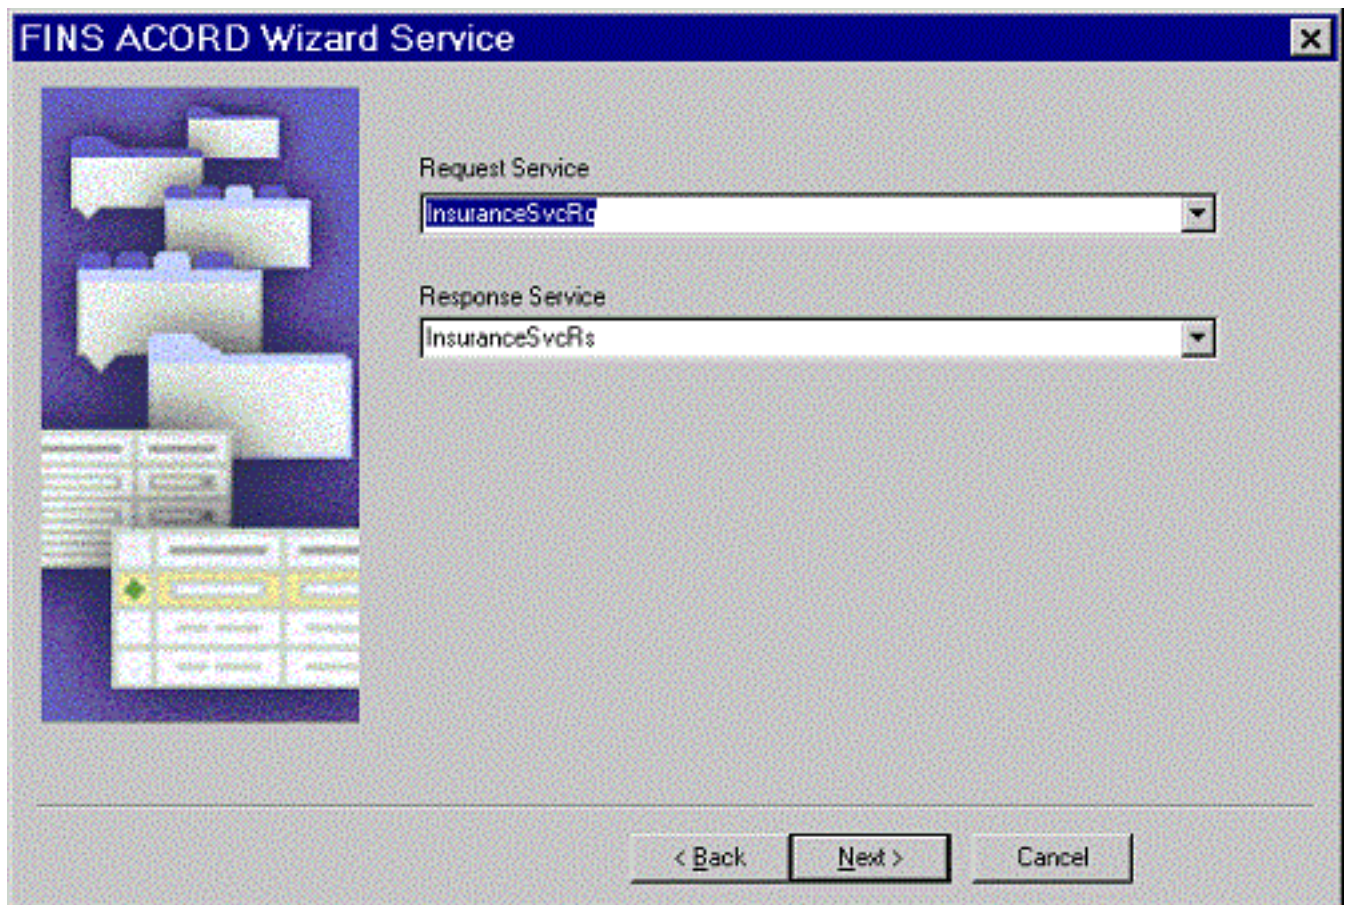 FINS ACORD Wizard Service
Request Service
InsuranceSvcRq
Response Service
InsuranceSvcRs
< Back
Next >
Cancel